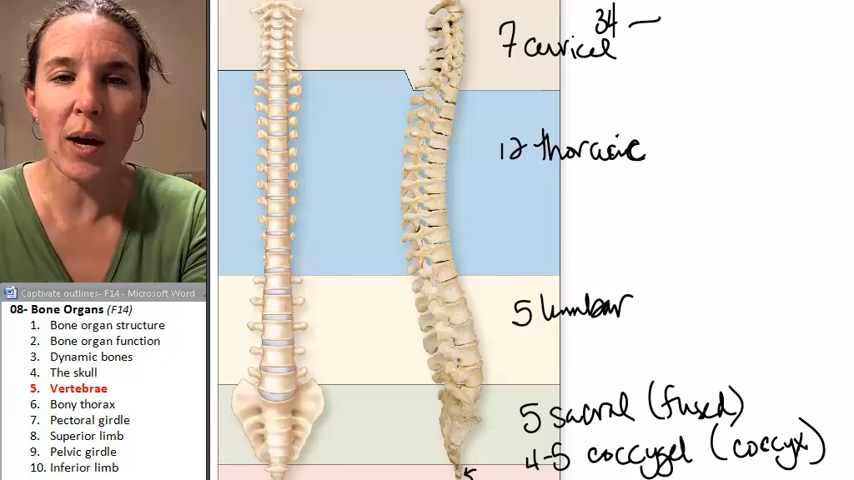 34 —
7 cervical
12 thoracic
5 lumbar
5 sacral (fused)
4-5 coccygel (coccyx)
Captivate outlines- F14 - Microsoft Word
08- Bone Organs (F14)
1. Bone organ structure
2. Bone organ function
3. Dynamic bones
4. The skull
5. Vertebrae
6. Bony thorax
7. Pectoral girdle
8. Superior limb
9. Pelvic girdle
10. Inferior limb